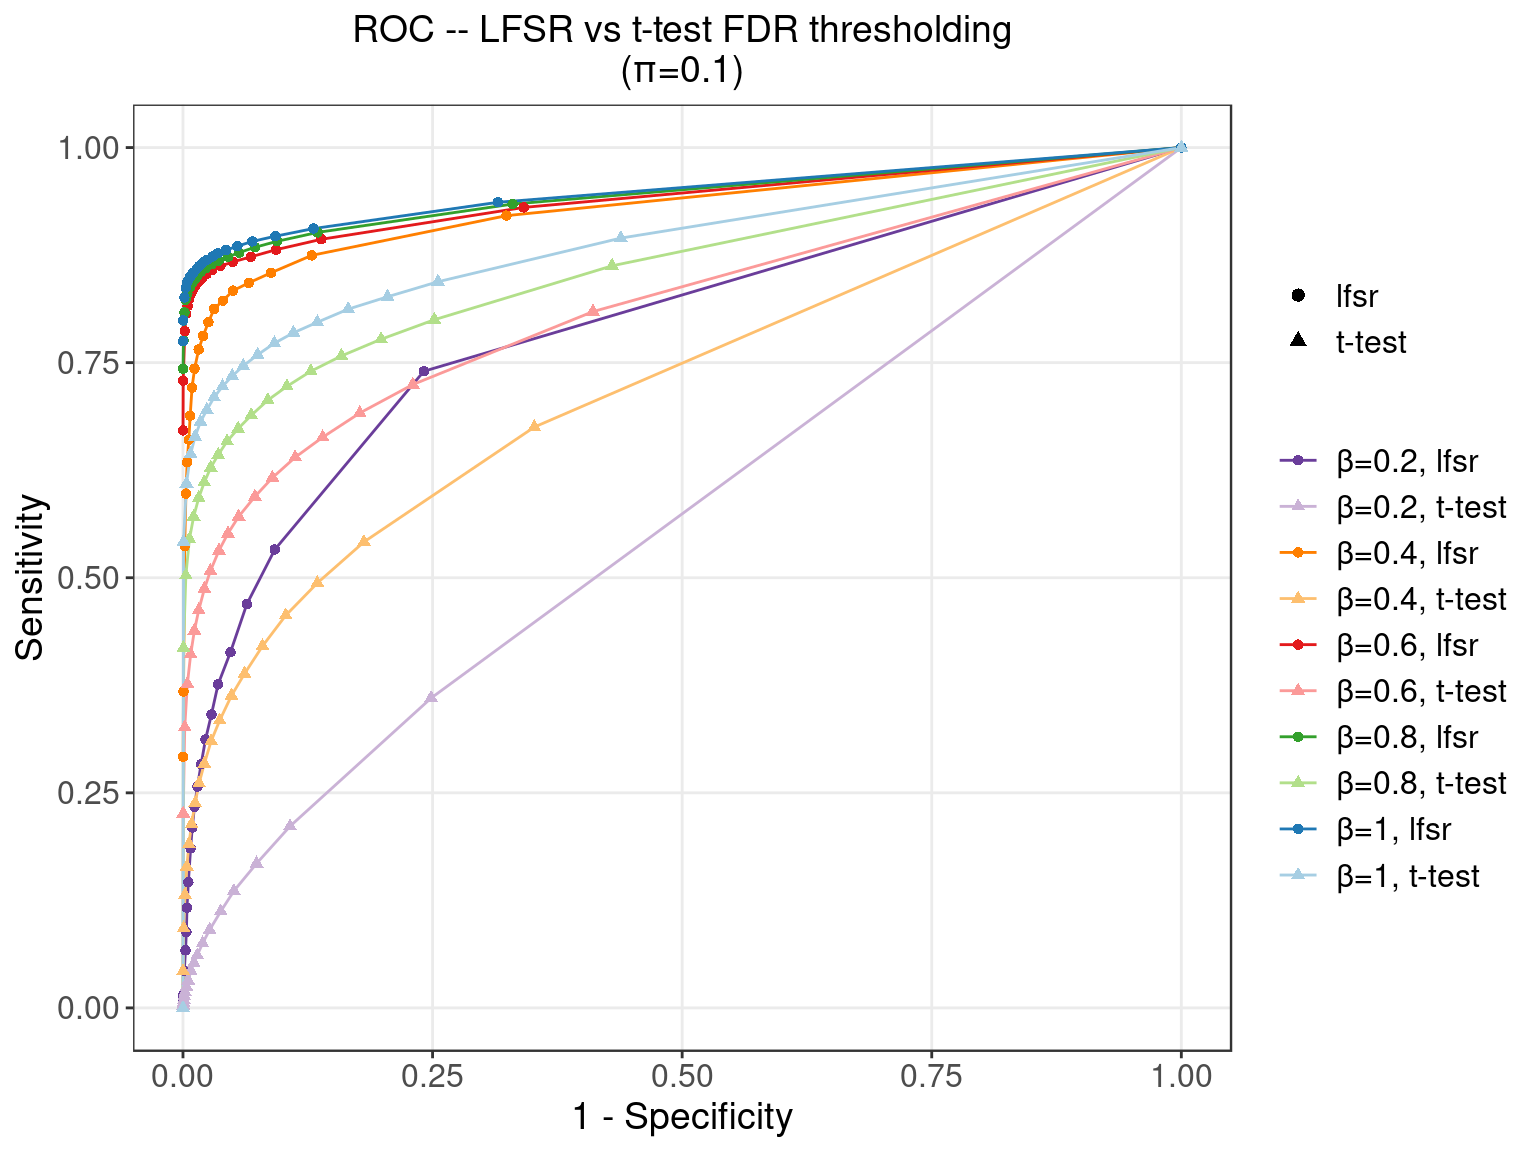 ROC -- LFSR vs t-test FDR thresholding
(π=0.1)
Sensitivity
1.00
0.75
0.50
0.25
0.00
0.00 0.25 0.50 0.75 1.00
1 - Specificity
lfsr
t-test
β=0.2, lfsr
β=0.2, t-test
β=0.4, lfsr
β=0.4, t-test
β=0.6, lfsr
β=0.6, t-test
β=0.8, lfsr
β=0.8, t-test
β=1, lfsr
β=1, t-test